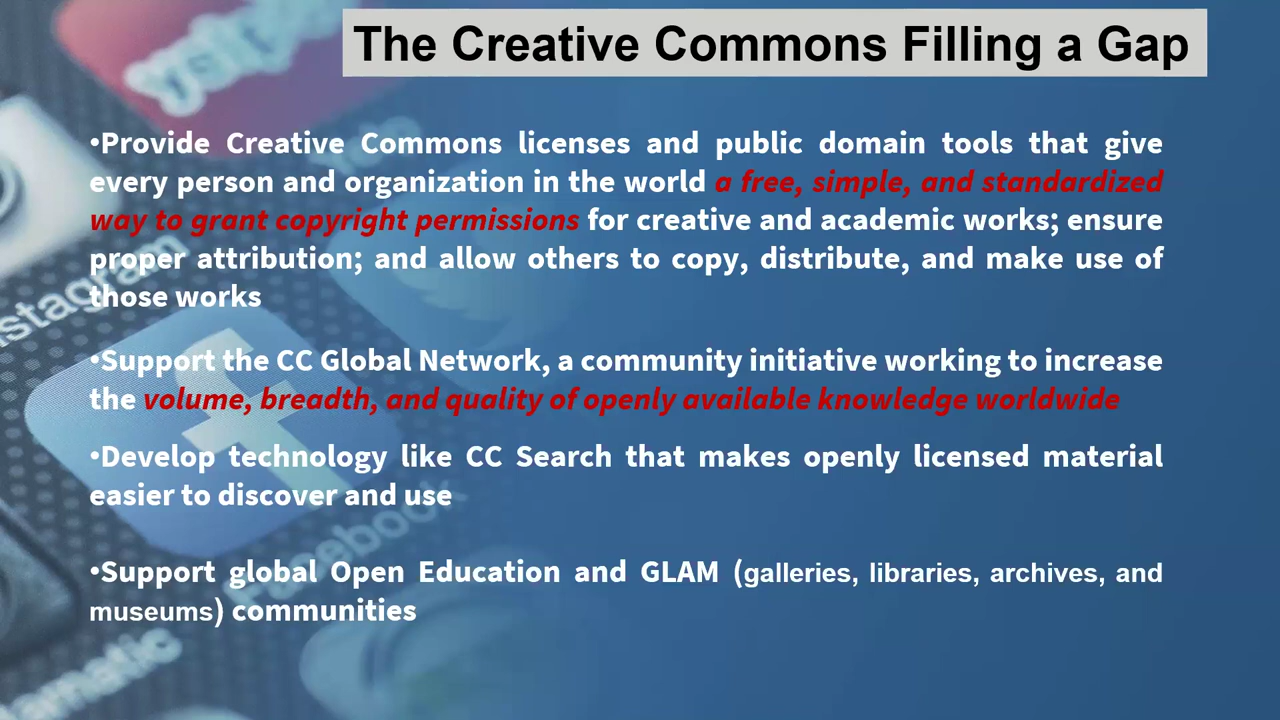 The Creative Commons Filling a Gap
•Provide Creative Commons licenses and public domain tools that give
every person and organization in the world a free, simple, and standardized
way to grant copyright permissions for creative and academic works; ensure
proper attribution; and allow others to copy, distribute, and make use of
those works
•Support the CC Global Network, a community initiative working to increase
the volume, breadth, and quality of openly available knowledge worldwide
•Develop technology like CC Search that makes openly licensed material
easier to discover and use
•Support global Open Education and GLAM (galleries, libraries, archives, and
museums) communities
nstagram
Facebook